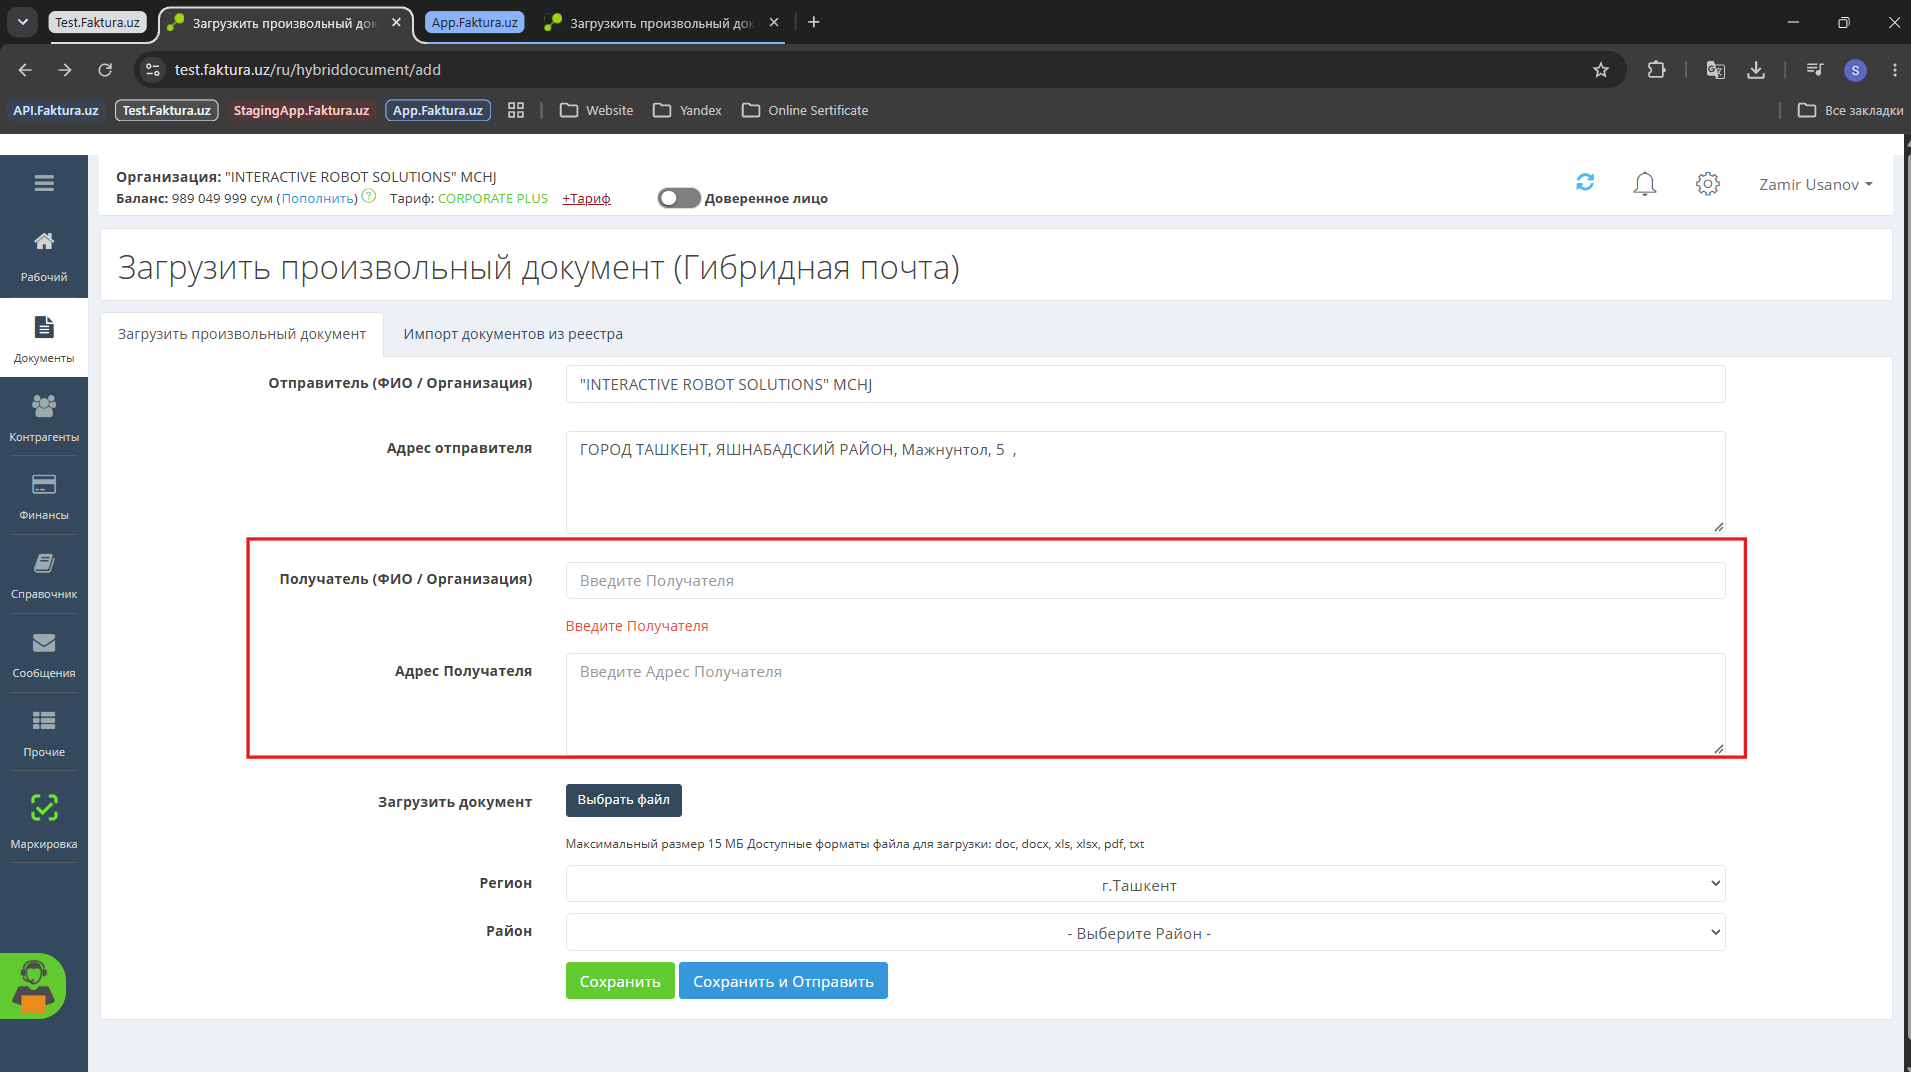 Test.Faktura.uz
Загрузкить произвольный док
App.Faktura.uz
Загрузкить произвольный док
test.faktura.uz/ru/hybriddocument/add
S
API.Faktura.uz
Test.Faktura.uz
StagingApp.Faktura.uz
App.Faktura.uz
Website
Yandex
Online Sertificate
Все закладки
Организация: "INTERACTIVE ROBOT SOLUTIONS" MCHJ
Баланс: 989 049 999 сум (Пополнить) ? Тариф: CORPORATE PLUS +Тариф
Доверенное лицо
Zamir Usanov
Рабочий
Документы
Контрагенты
Финансы
Справочник
Сообщения
Прочие
Маркировка
Загрузить произвольный документ (Гибридная почта)
Загрузить произвольный документ
Импорт документов из реестра
Отправитель (ФИО / Организация)
"INTERACTIVE ROBOT SOLUTIONS" MCHJ
Адрес отправителя
ГОРОД ТАШКЕНТ, ЯШНАБАДСКИЙ РАЙОН, Мажнунтол, 5 ,
Получатель (ФИО / Организация)
Введите Получателя
Введите Получателя
Адрес Получателя
Введите Адрес Получателя
Загрузить документ
Выбрать файл
Максимальный размер 15 МБ Доступные форматы файла для загрузки: doc, docx, xls, xlsx, pdf, txt
Регион
г.Ташкент
Район
- Выберите Район -
Сохранить
Сохранить и Отправить